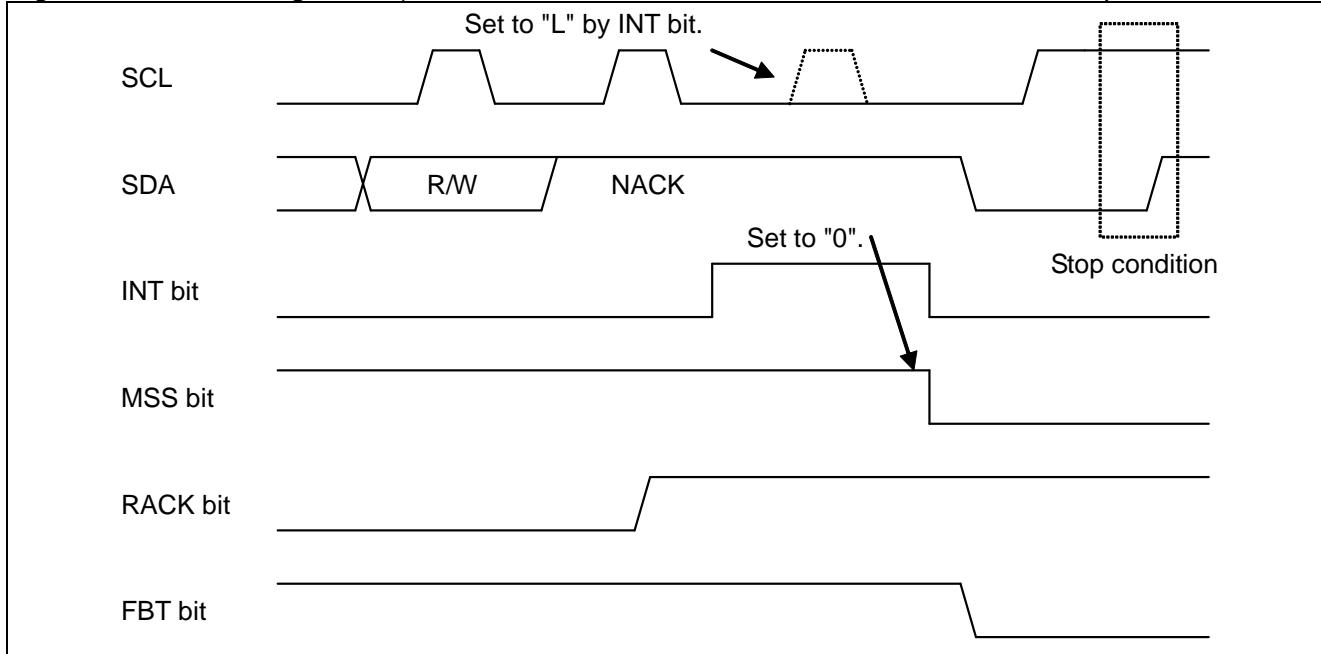 Set to "L" by INT bit.
SCL
SDA
R/W
NACK
Set to "0".
Stop condition
INT bit
MSS bit
RACK bit
FBT bit